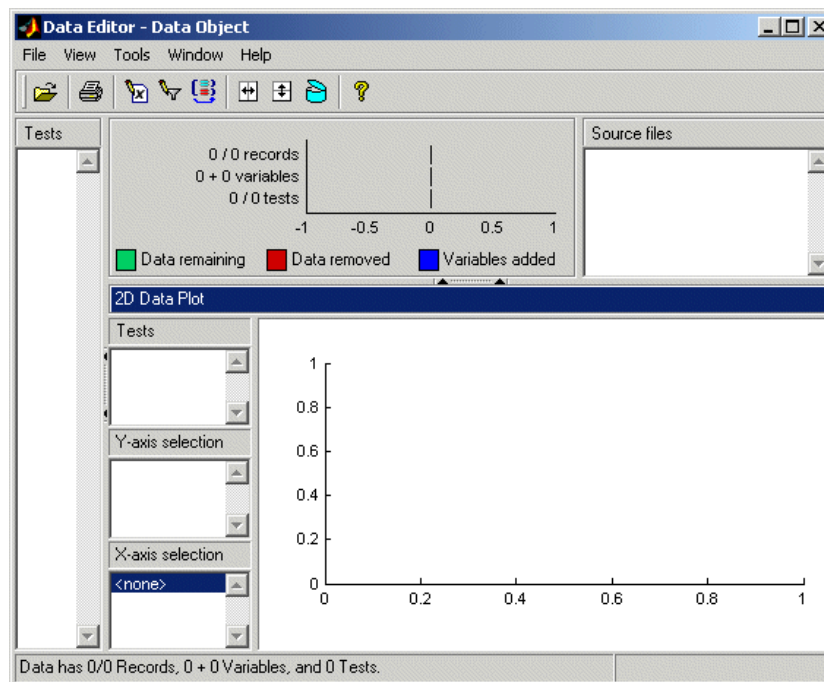 Data Editor - Data Object
File View Tools Window Help
Tests
0 / 0 records
0 + 0 variables
0 / 0 tests
-1 -0.5 0 0.5 1
Data remaining Data removed Variables added
Source files
2D Data Plot
Tests
Y-axis selection
X-axis selection
<none>
1
0.8
0.6
0.4
0.2
0
0 0.2 0.4 0.6 0.8 1
Data has 0/0 Records, 0 + 0 Variables, and 0 Tests.